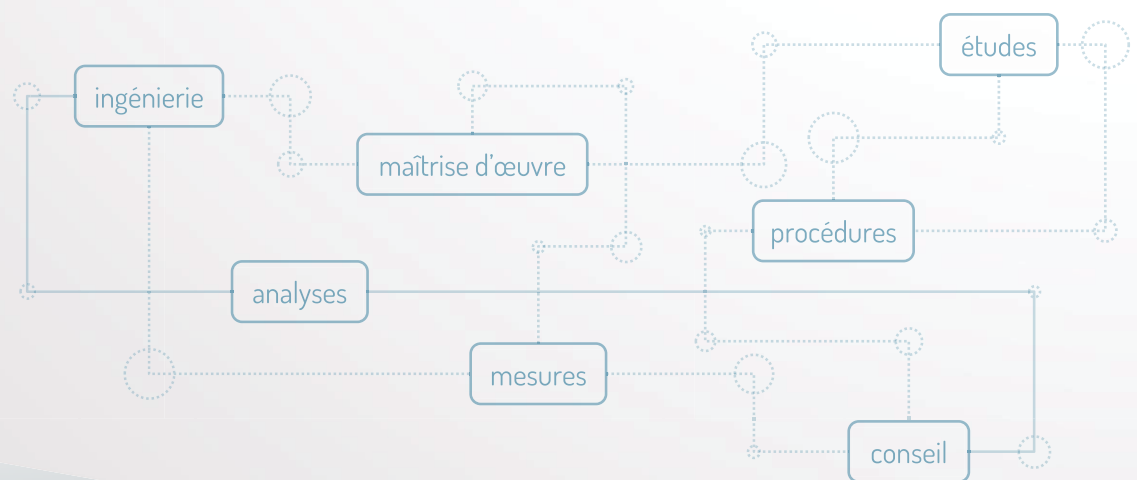 études
ingénierie
maîtrise d'œuvre
procédures
analyses
mesures
conseil